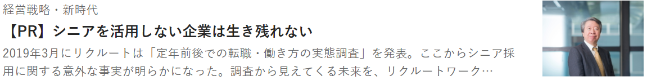 経営戦略・新時代
【PR】シニアを活用しない企業は生き残れない
2019年3月にリクルートは「定年前後での転職・働き方の実態調査」を発表。ここからシニア採
用に関する意外な事実が明らかになった。調査から見えてくる未来を、リクルートワーク…